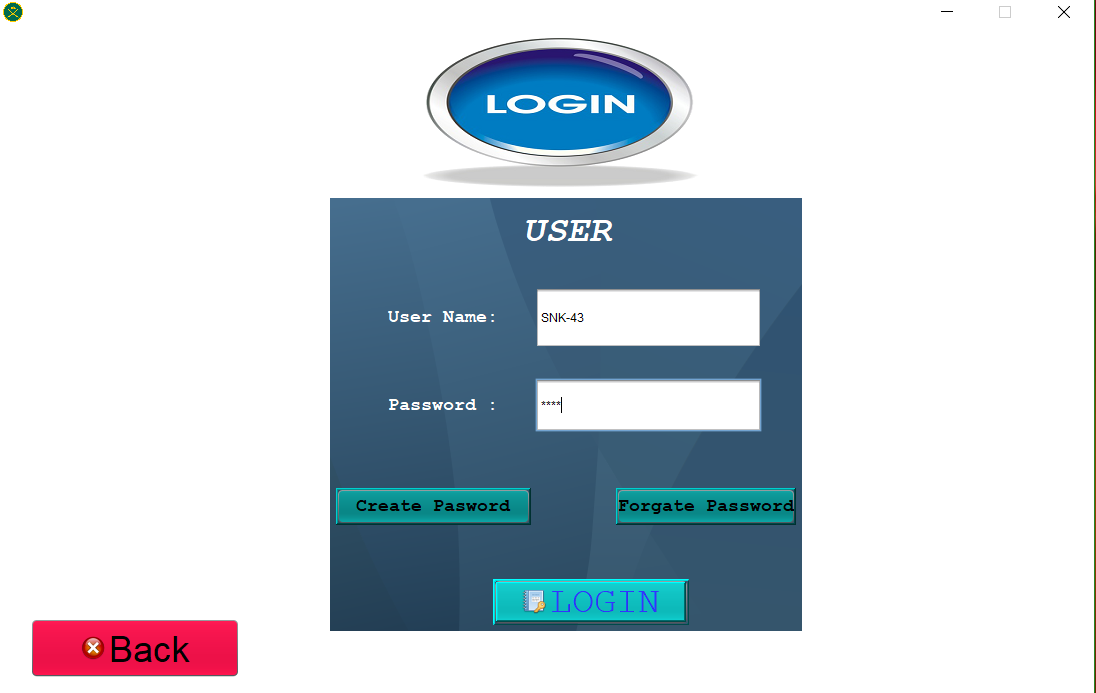 LOGIN
USER
User Name:
SNK-43
Password :
****
Create Pasword
Forgate Password
LOGIN
Back